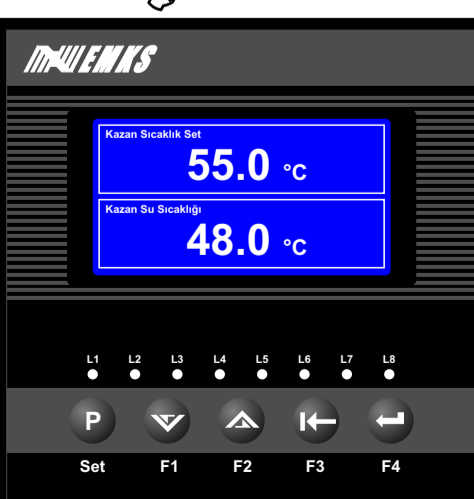 EMKS
Kazan Sıcaklık Set
55.0 °C
Kazan Su Sıcaklığı
48.0 °C
L1 L2 L3 L4 L5 L6 L7 L8
P
Set F1 F2 F3 F4